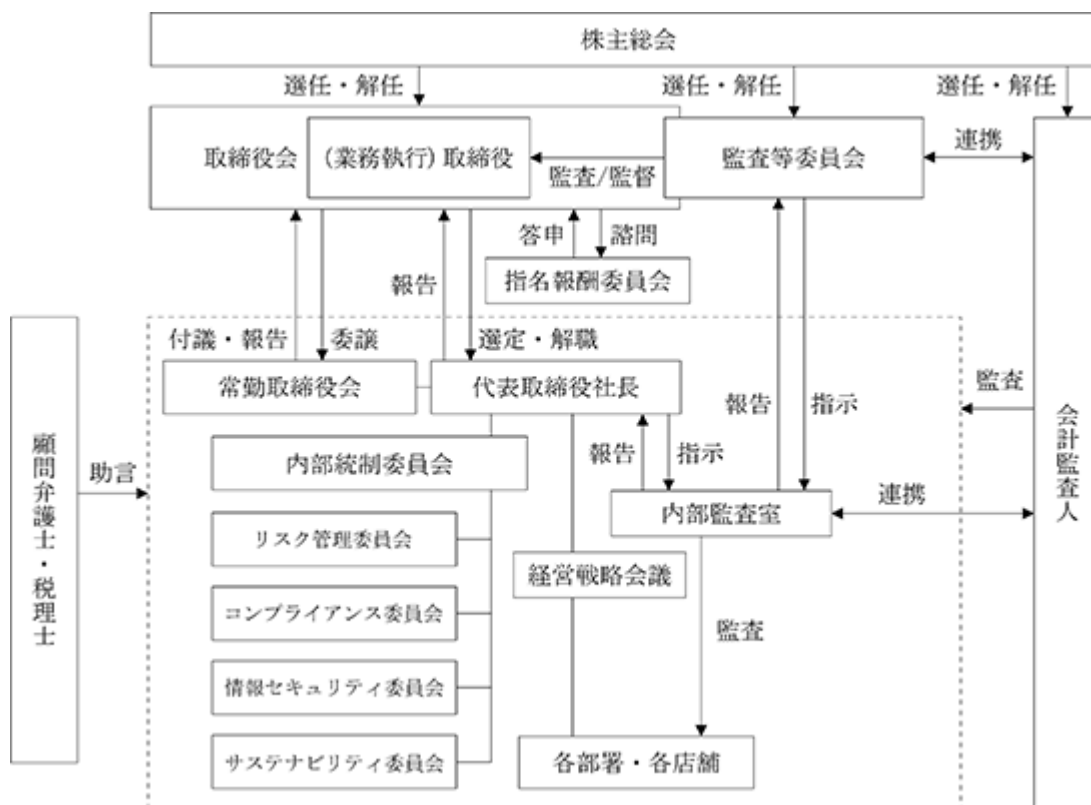 株主総会
選任・解任
選任・解任
選任・解任
取締役会
(業務執行) 取締役
監査/監督
監査等委員会
連携
答申
諮問
指名報酬委員会
報告
付議・報告
委譲
選定・解職
常勤取締役会
代表取締役社長
報告
指示
監査
会計監査人
顧問弁護士・税理士
助言
内部統制委員会
報告
指示
内部監査室
連携
リスク管理委員会
経営戦略会議
コンプライアンス委員会
監査
情報セキュリティ委員会
サステナビリティ委員会
各部署・各店舗